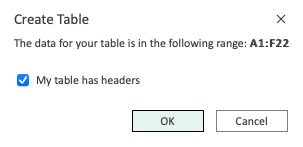 Create Table
The data for your table is in the following range: A1:F22
My table has headers
OK
Cancel